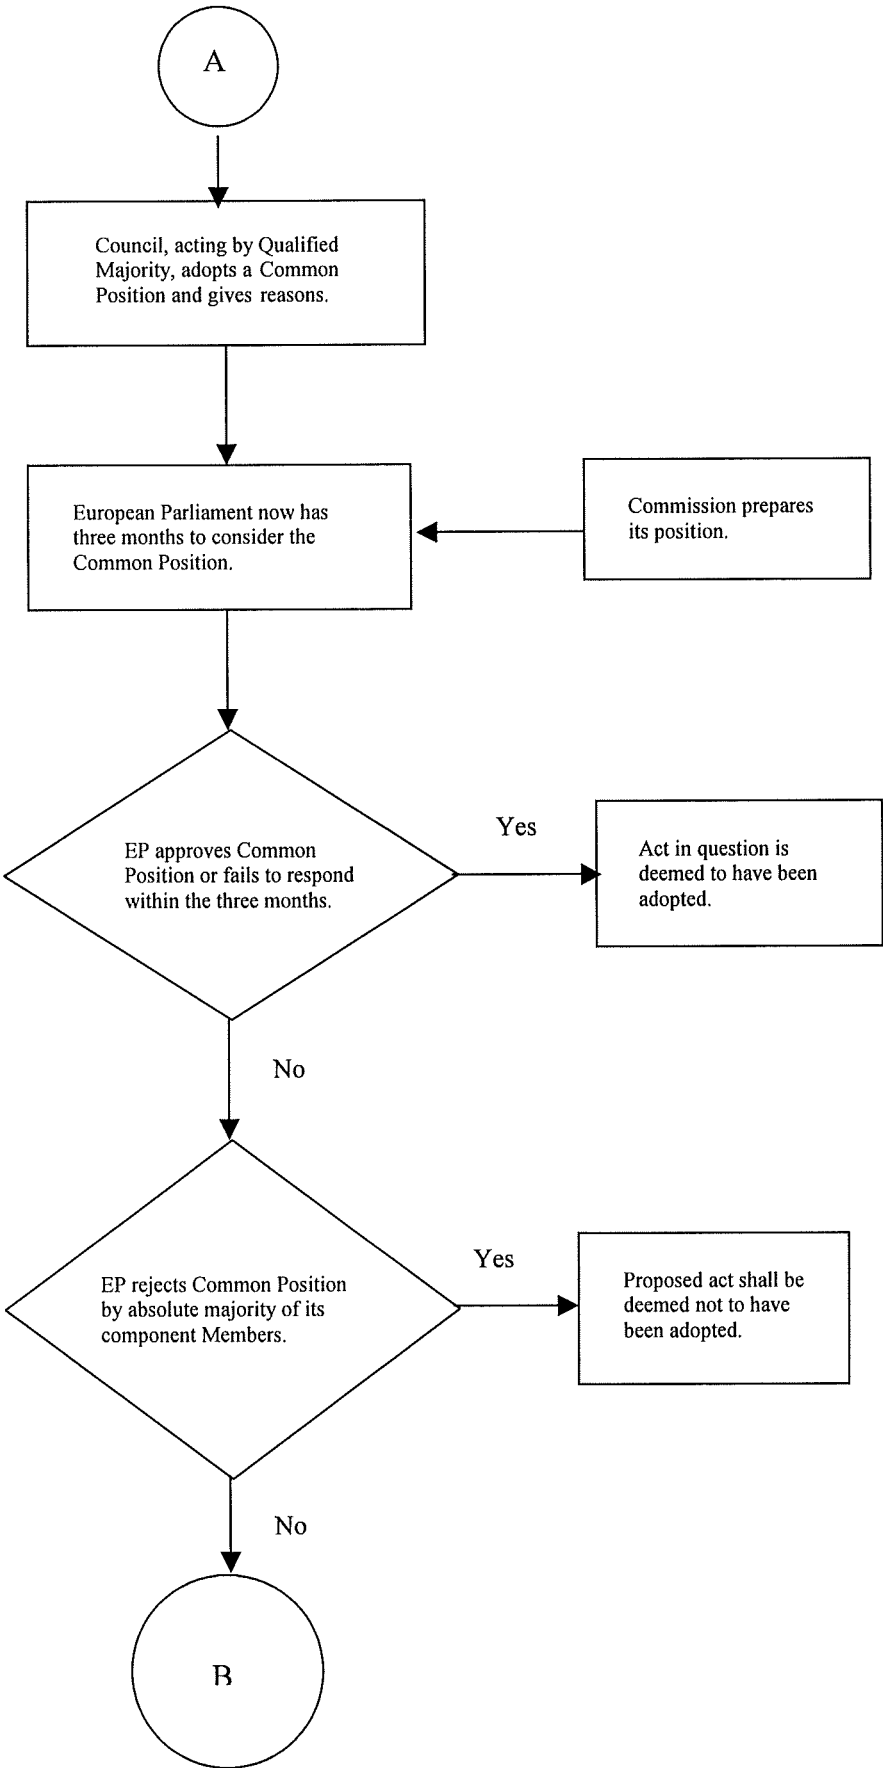 A
Council, acting by Qualified
Majority, adopts a Common
Position and gives reasons.
European Parliament now has
three months to consider the
Common Position.
Commission prepares
its position.
EP approves Common
Position or fails to respond
within the three months.
Yes
Act in question is
deemed to have been
adopted.
No
EP rejects Common Position
by absolute majority of its
component Members.
Yes
Proposed act shall be
deemed not to have
been adopted.
No
B